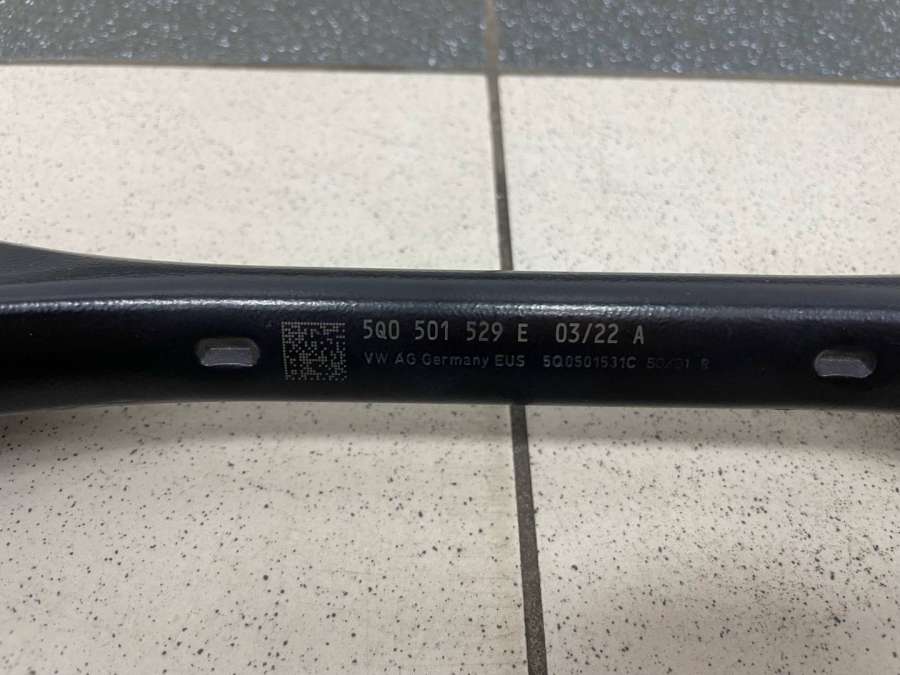 5Q0 501 529 E 03/22 A
VW AG Germany EUS 5Q0501531C